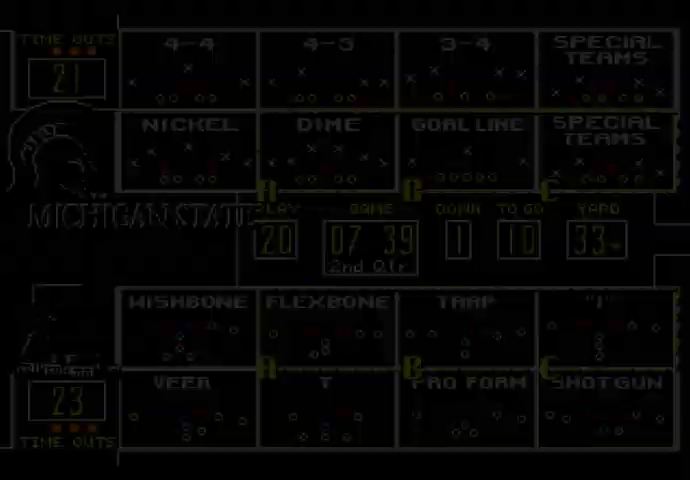 TIME OUTS
21
4-4 4-3 3-4 SPECIAL TEAMS
NICKEL DIME GOAL LINE SPECIAL TEAMS
A B C
MICHIGAN STATE
PLAY GAME DOWN TO GO YARD
20 07 39 1 10 33
2nd Qtr
WISHBONE FLEXBONE TRAP "I"
A B C
VEER T PRO FORM SHOTGUN
23
TIME OUTS